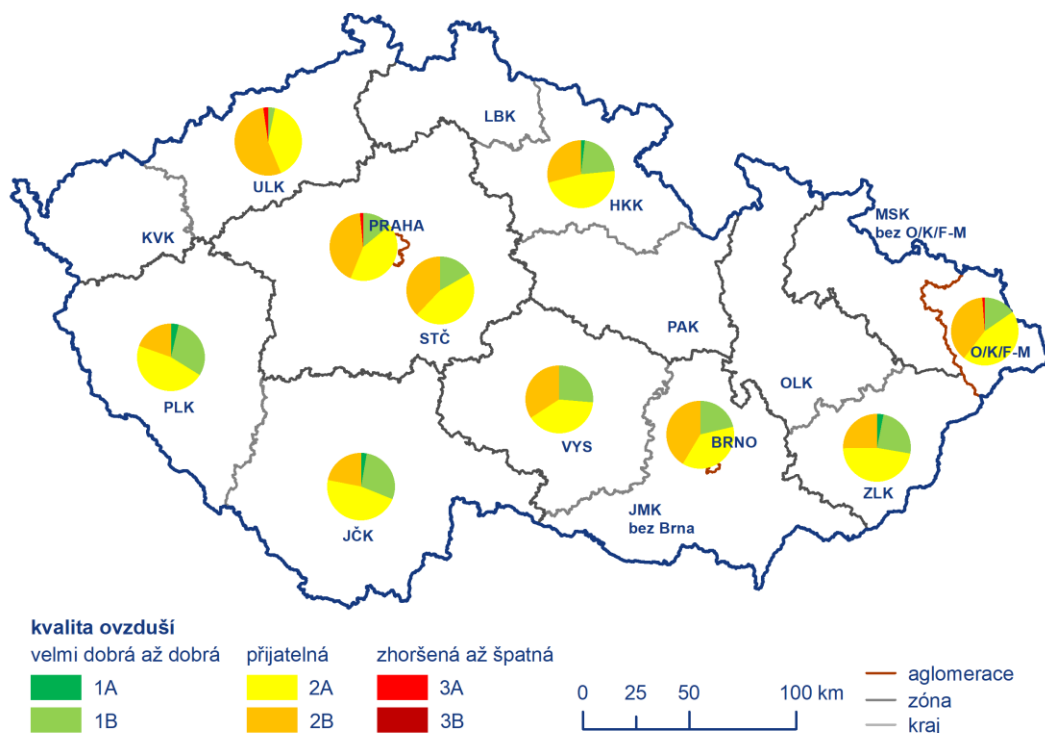 LBK
ULK
HKK
MSK
bez O/K/F-M
PRAHA
KVK
STČ
PAK
O/K/F-M
PLK
OLK
VYS
BRNO
ZLK
JČK
JMK
bez Brna
kvalita ovzduší
velmi dobrá až dobrá
přijatelná
zhoršená až špatná
1A
2A
3A
1B
2B
3B
0 25 50 100 km
aglomerace
zóna
kraj